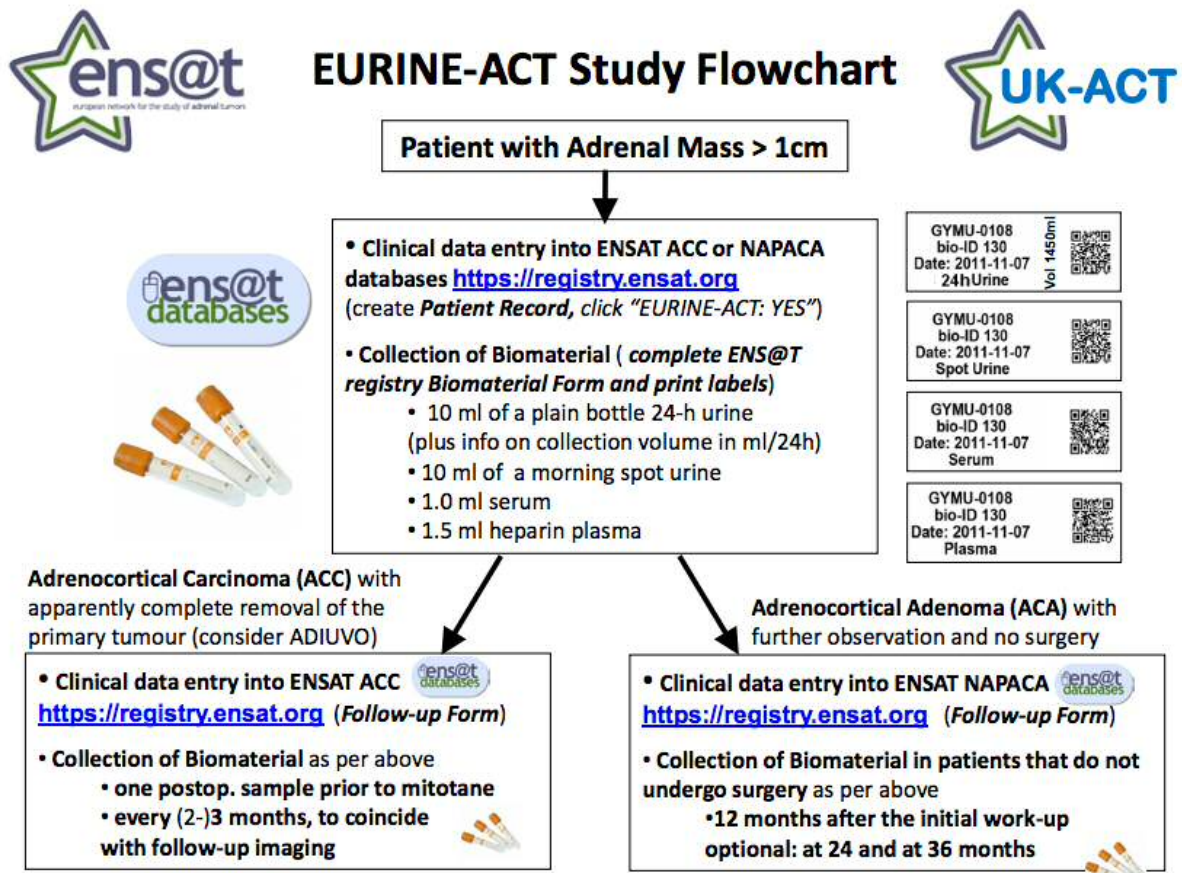 ens@t
european network for the study of adrenal tumors
EURINE-ACT Study Flowchart
UK-ACT
Patient with Adrenal Mass > 1cm
ens@t
databases
• Clinical data entry into ENSAT ACC or NAPACA
databases https://registry.ensat.org
(create Patient Record, click “EURINE-ACT: YES”)
• Collection of Biomaterial ( complete ENS@T
registry Biomaterial Form and print labels)
• 10 ml of a plain bottle 24-h urine
(plus info on collection volume in ml/24h)
• 10 ml of a morning spot urine
• 1.0 ml serum
• 1.5 ml heparin plasma
GYMU-0108
bio-ID 130
Date: 2011-11-07
24hUrine
Vol 1450ml
GYMU-0108
bio-ID 130
Date: 2011-11-07
Spot Urine
GYMU-0108
bio-ID 130
Date: 2011-11-07
Serum
GYMU-0108
bio-ID 130
Date: 2011-11-07
Plasma
Adrenocortical Carcinoma (ACC) with
apparently complete removal of the
primary tumour (consider ADIUVO)
• Clinical data entry into ENSAT ACC
ens@t
databases
https://registry.ensat.org (Follow-up Form)
• Collection of Biomaterial as per above
• one postop. sample prior to mitotane
• every (2-)3 months, to coincide
with follow-up imaging
Adrenocortical Adenoma (ACA) with
further observation and no surgery
• Clinical data entry into ENSAT NAPACA
ens@t
databases
https://registry.ensat.org (Follow-up Form)
• Collection of Biomaterial in patients that do not
undergo surgery as per above
•12 months after the initial work-up
optional: at 24 and at 36 months